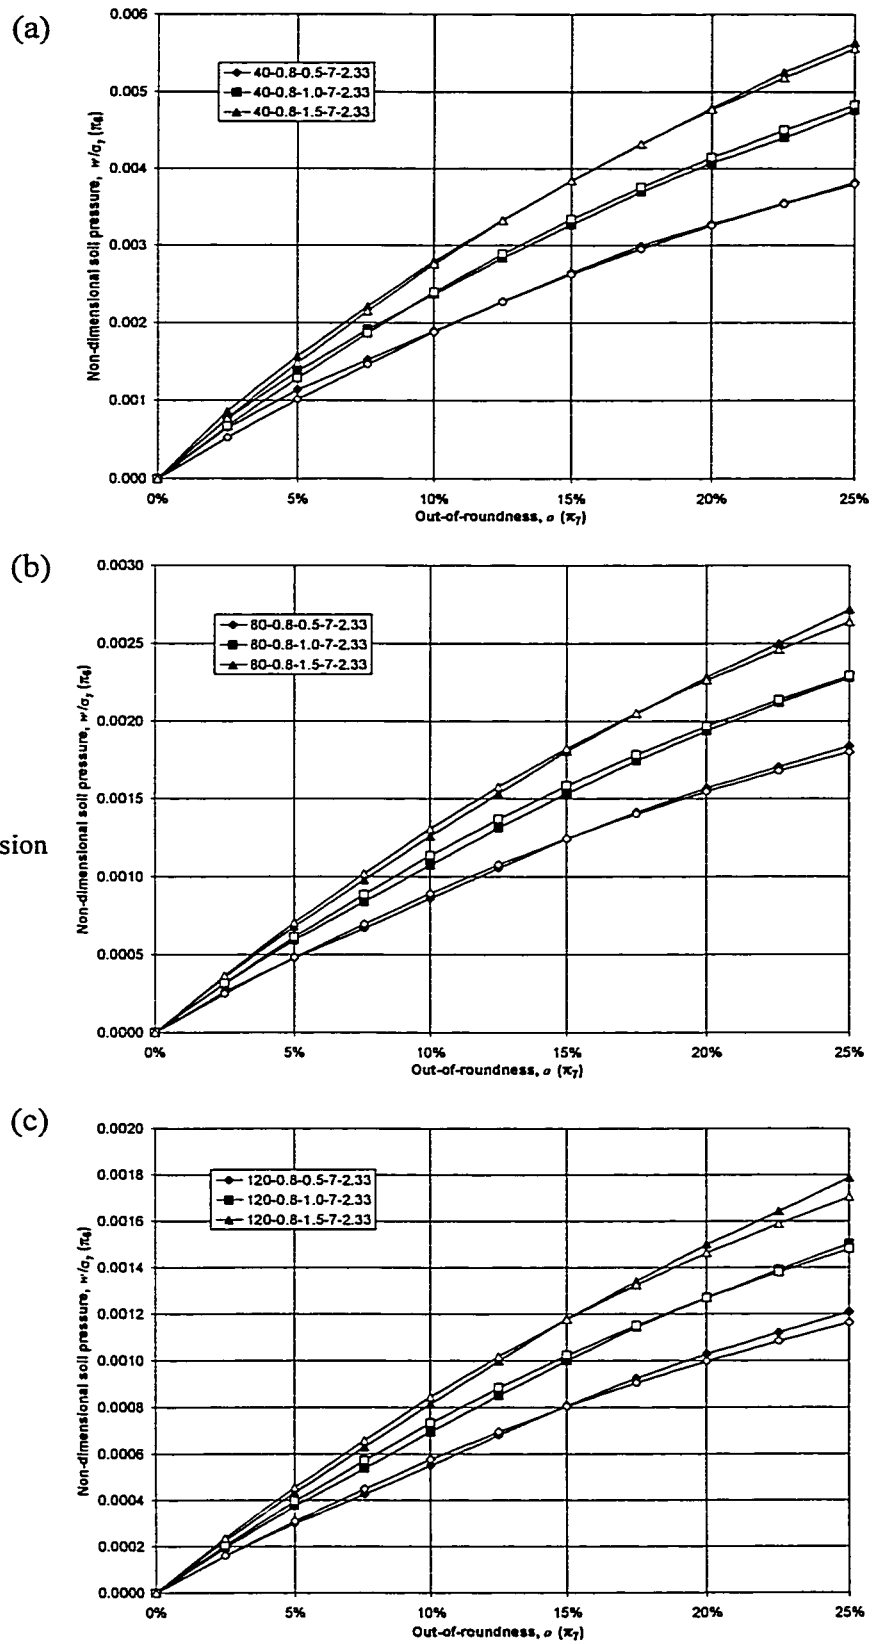 (a)
0.006
0.005
0.004
0.003
0.002
0.001
0.000
Non-dimensional soil pressure, w/σy (π6)
40-0.8-0.5-7-2.33
40-0.8-1.0-7-2.33
40-0.8-1.5-7-2.33
0% 5% 10% 15% 20% 25%
Out-of-roundness, o (π7)
(b)
0.0030
0.0025
0.0020
0.0015
0.0010
0.0005
0.0000
Non-dimensional soil pressure, w/σy (π6)
80-0.8-0.5-7-2.33
80-0.8-1.0-7-2.33
80-0.8-1.5-7-2.33
sion
0% 5% 10% 15% 20% 25%
Out-of-roundness, o (π7)
(c)
0.0020
0.0018
0.0016
0.0014
0.0012
0.0010
0.0008
0.0006
0.0004
0.0002
0.0000
Non-dimensional soil pressure, w/σy (π6)
120-0.8-0.5-7-2.33
120-0.8-1.0-7-2.33
120-0.8-1.5-7-2.33
0% 5% 10% 15% 20% 25%
Out-of-roundness, o (π7)